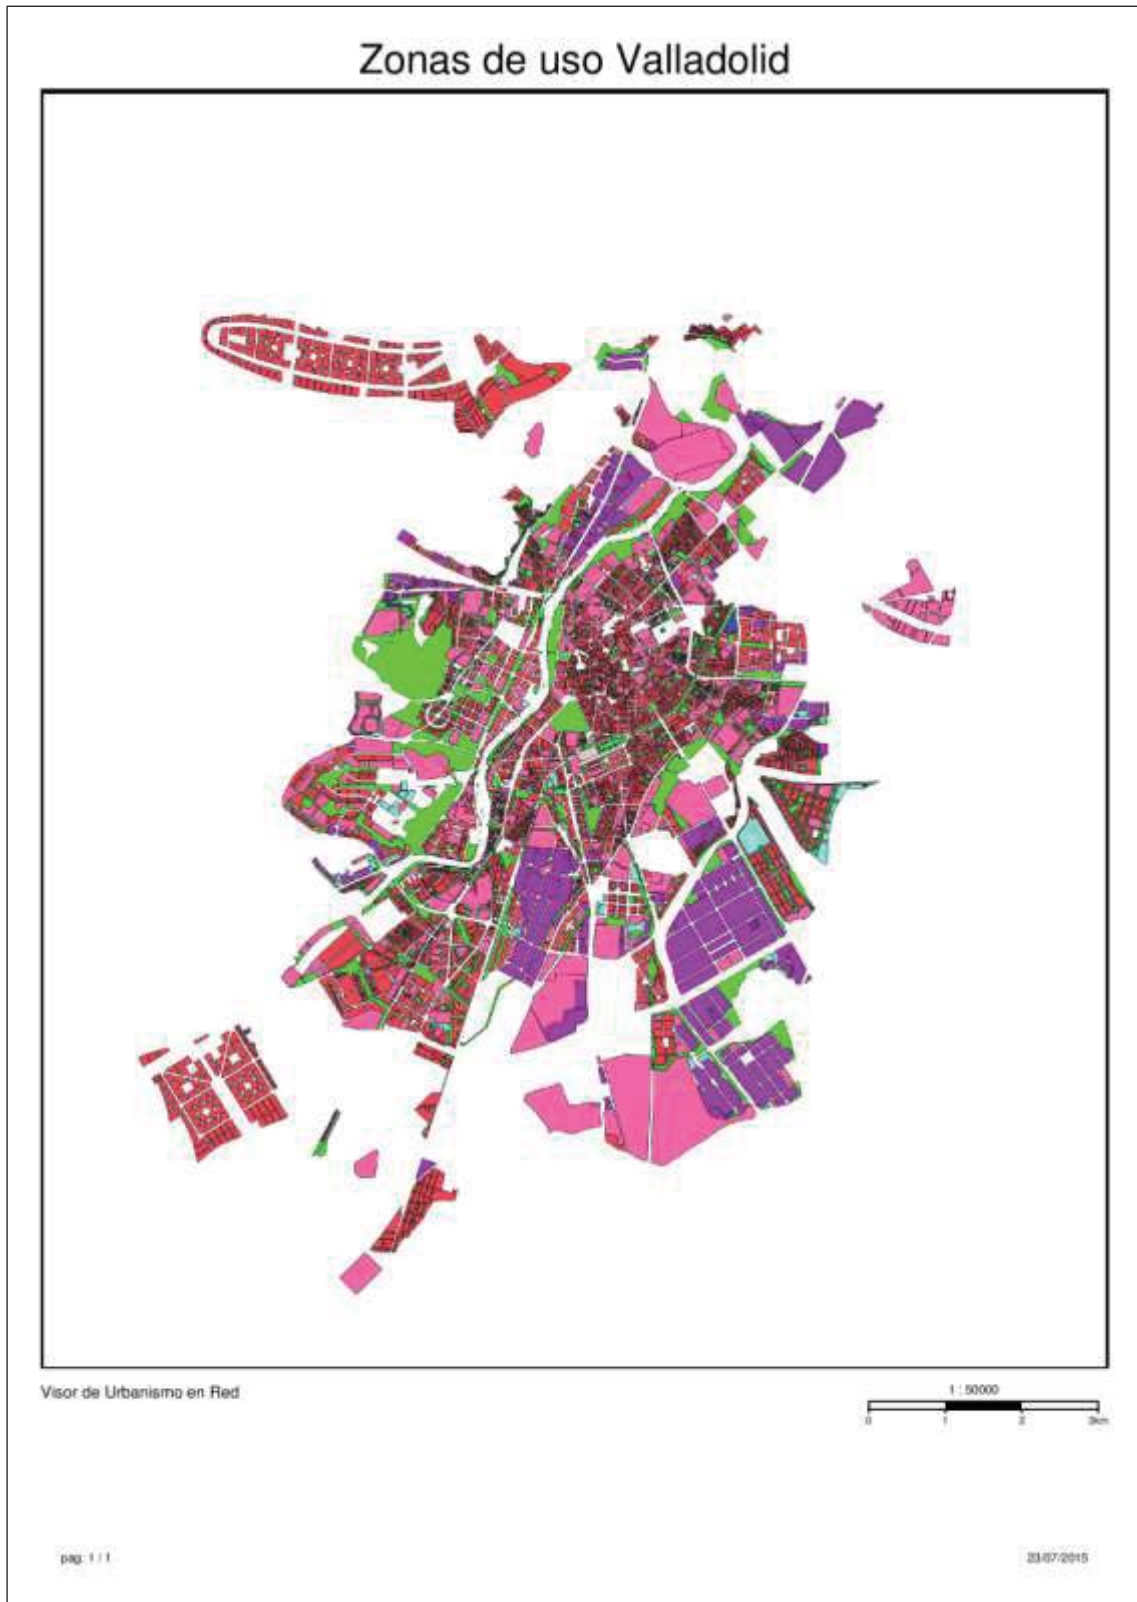 Zonas de uso Valladolid
Visor de Urbanismo en Red
1 : 50000
0 1 2 3km
pag. 1 / 1
23/07/2015